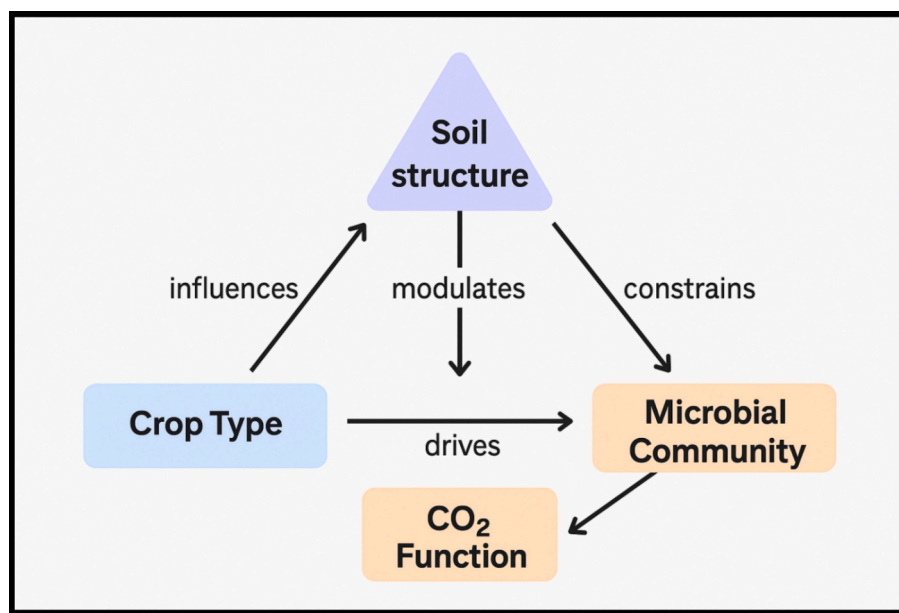 Soil
structure
influences
modulates
constrains
Crop Type
drives
Microbial
Community
CO₂
Function